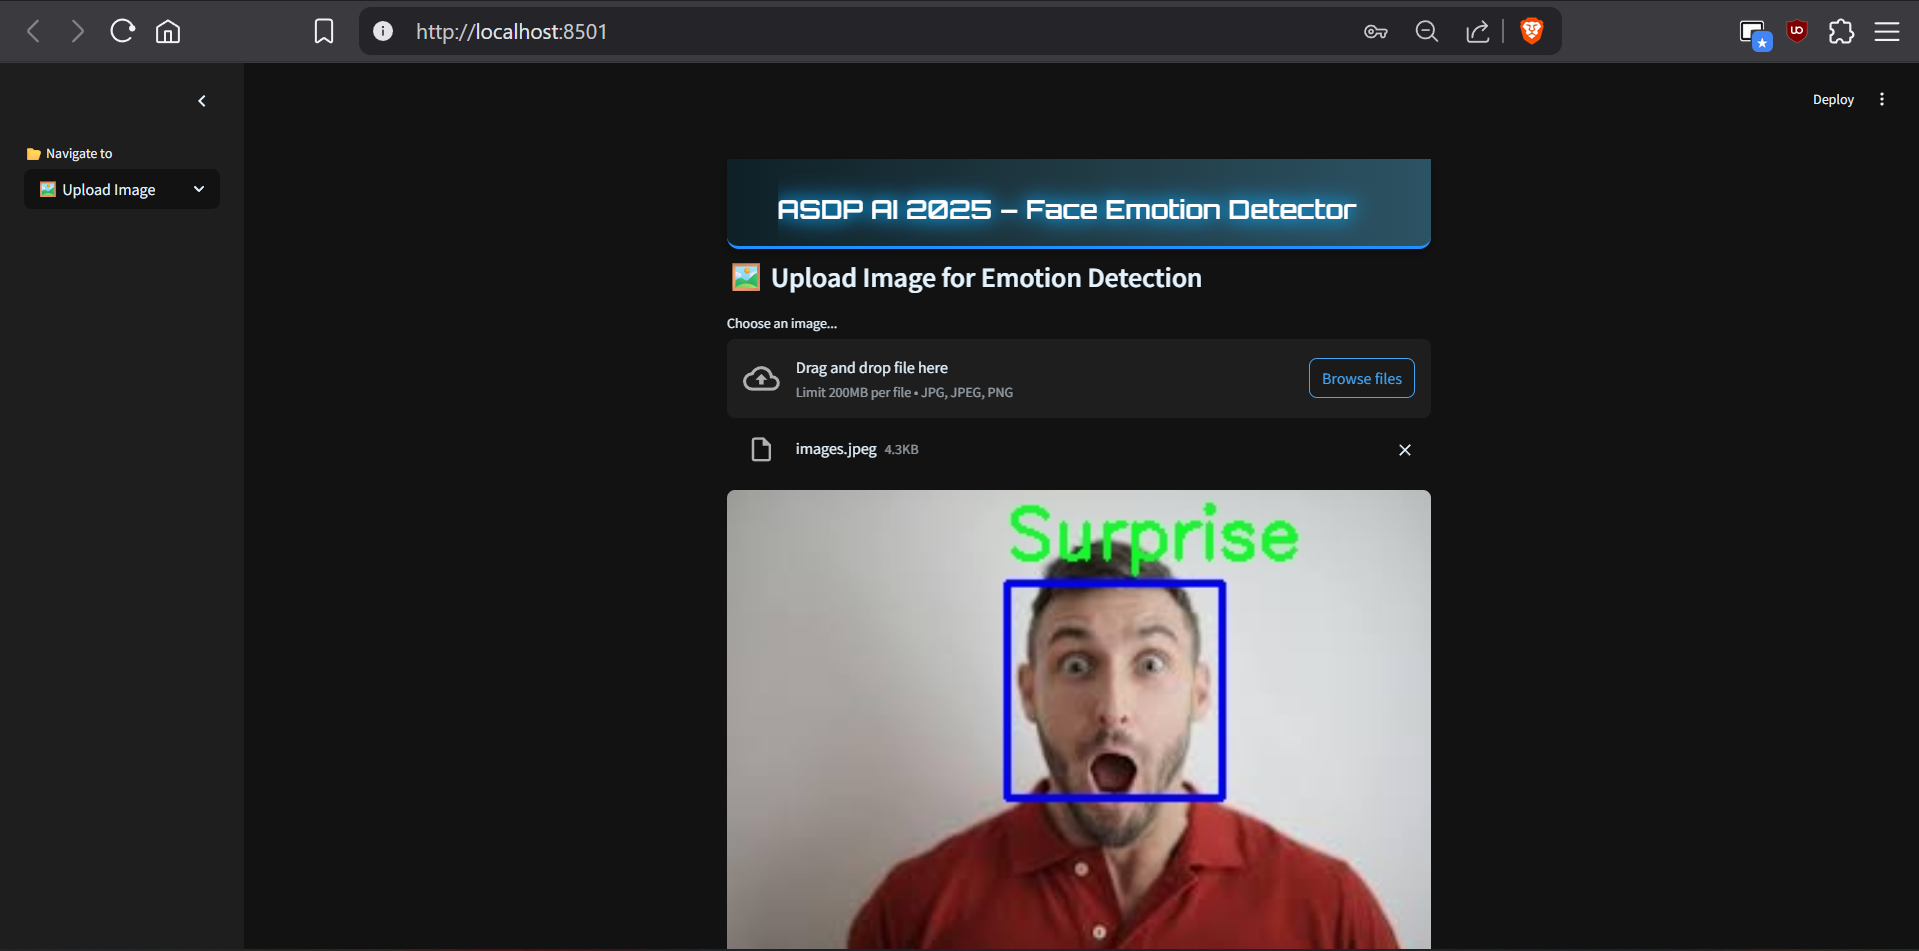 http://localhost:8501
Deploy
Navigate to
Upload Image
ASDP AI 2025 – Face Emotion Detector
Upload Image for Emotion Detection
Choose an image...
Drag and drop file here
Limit 200MB per file • JPG, JPEG, PNG
Browse files
images.jpeg 4.3KB
Surprise